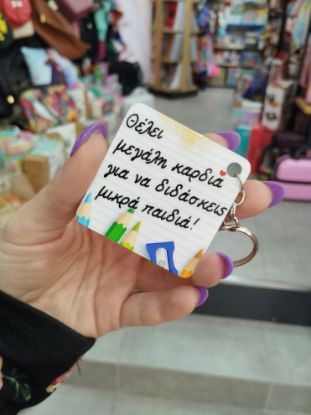 Θέλει
μεγάλη καρδιά
για να διδάσκεις
μικρά παιδιά!